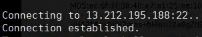 Connecting to 13.212.195.188:22..
Connection established.